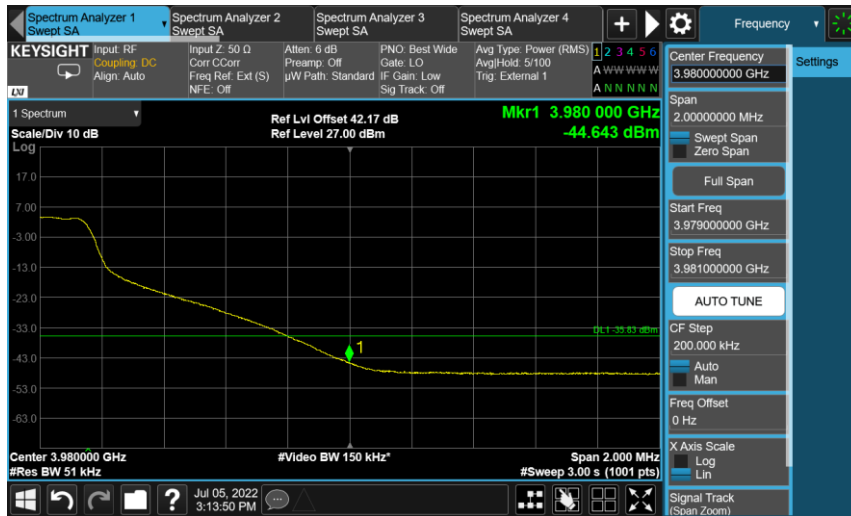 Spectrum Analyzer 1
Swept SA
Spectrum Analyzer 2
Swept SA
Spectrum Analyzer 3
Swept SA
Spectrum Analyzer 4
Swept SA
Frequency
KEYSIGHT
LXI
Input: RF
Coupling: DC
Align: Auto
Input Z: 50 Ω
Corr CCorr
Freq Ref: Ext (S)
NFE: Off
Atten: 6 dB
Preamp: Off
µW Path: Standard
PNO: Best Wide
Gate: LO
IF Gain: Low
Sig Track: Off
Avg Type: Power (RMS)
Avg|Hold: 5/100
Trig: External 1
1 2 3 4 5 6
A W W W W W
A N N N N N
1 Spectrum
Scale/Div 10 dB
Ref Lvl Offset 42.17 dB
Ref Level 27.00 dBm
Mkr1 3.980 000 GHz
-44.643 dBm
Log
17.0
7.00
-3.00
-13.0
-23.0
-33.0
-43.0
-53.0
-63.0
DL1 -35.83 dBm
1
Center 3.980000 GHz
#Res BW 51 kHz
#Video BW 150 kHz*
Span 2.000 MHz
#Sweep 3.00 s (1001 pts)
?
Jul 05, 2022
3:13:50 PM
Center Frequency
3.980000000 GHz
Settings
Span
2.00000000 MHz
Swept Span
Zero Span
Full Span
Start Freq
3.979000000 GHz
Stop Freq
3.981000000 GHz
AUTO TUNE
CF Step
200.000 kHz
Auto
Man
Freq Offset
0 Hz
X Axis Scale
Log
Lin
Signal Track
(Span Zoom)